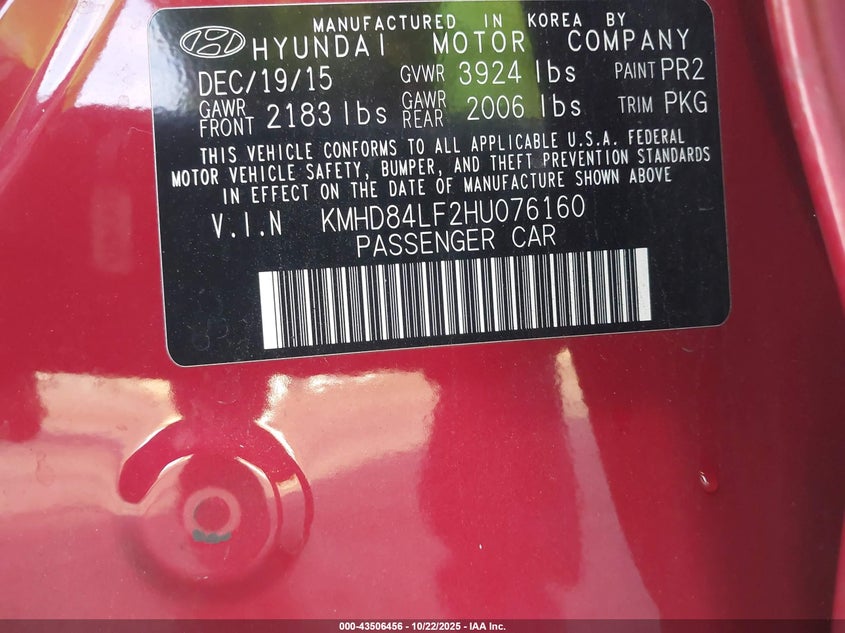 MANUFACTURED IN KOREA BY
HYUNDAI MOTOR COMPANY
DEC/19/15 GVWR 3924 lbs PAINT PR2
GAWR FRONT 2183 lbs GAWR REAR 2006 lbs TRIM PKG
THIS VEHICLE CONFORMS TO ALL APPLICABLE U.S.A. FEDERAL
MOTOR VEHICLE SAFETY, BUMPER, AND THEFT PREVENTION STANDARDS
IN EFFECT ON THE DATE OF MANUFACTURE SHOWN ABOVE
V.I.N KMHD84LF2HU076160
PASSENGER CAR
000-43506456 - 10/22/2025 - IAA Inc.